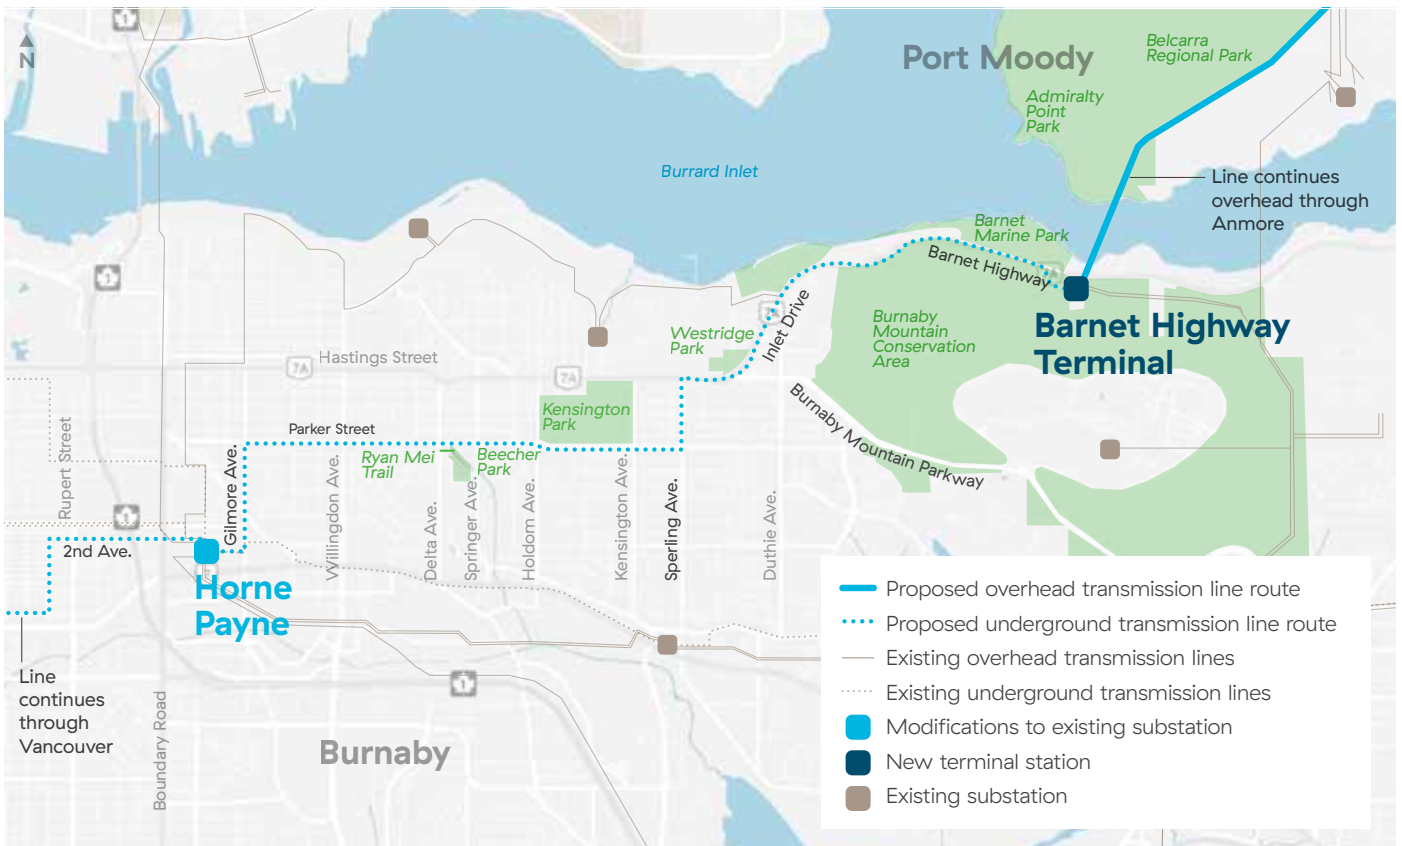 1
N
Port Moody
Belcarra
Regional Park
Admiralty
Point
Park
Burrard Inlet
Line continues
overhead through
Anmore
Barnet
Marine Park
Barnet Highway
1
Inlet Drive
Westridge
Park
Burnaby
Mountain
Conservation
Area
Barnet Highway
Terminal
Hastings Street
7A
7A
Kensington
Park
Burnaby Mountain Parkway
Parker Street
Ryan Mei
Trail
Beecher
Park
Rupert Street
Gilmore Ave.
Willingdon Ave.
Delta Ave.
Springer Ave.
Holdom Ave.
Kensington Ave.
Sperling Ave.
Duthie Ave.
1
2nd Ave.
Horne
Payne
Line
continues
through
Vancouver
Boundary Road
1
Burnaby
Proposed overhead transmission line route
Proposed underground transmission line route
Existing overhead transmission lines
Existing underground transmission lines
Modifications to existing substation
New terminal station
Existing substation